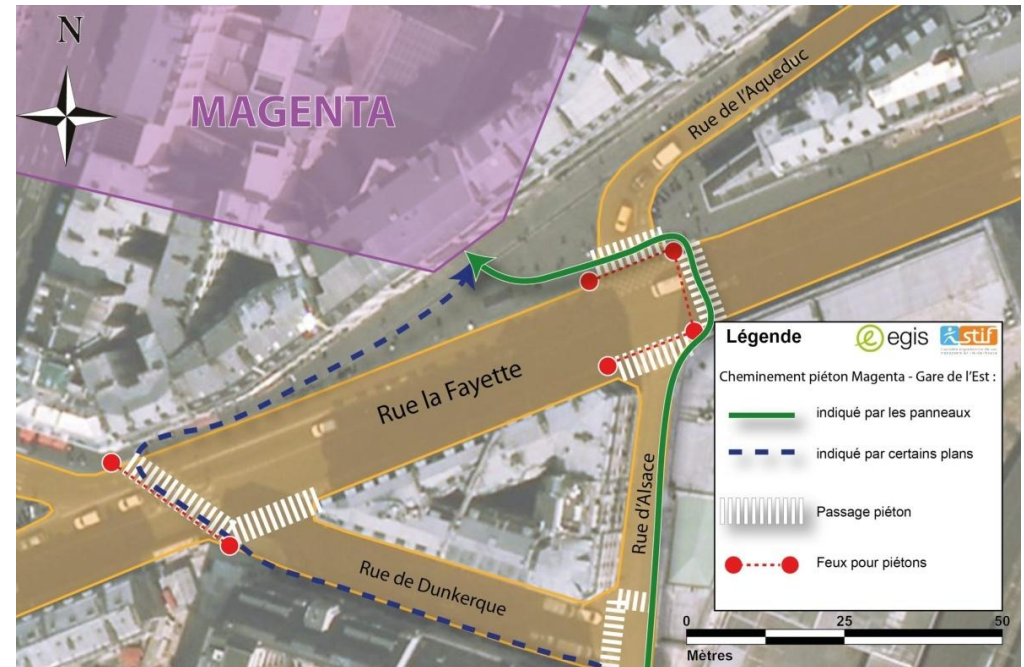 N
MAGENTA
Rue de l'Aqueduc
Rue la Fayette
Rue d'Alsace
Rue de Dunkerque
Légende
egis
stif
Cheminement piéton Magenta - Gare de l'Est :
indiqué par les panneaux
indiqué par certains plans
Passage piéton
Feux pour piétons
0 25 50
Mètres